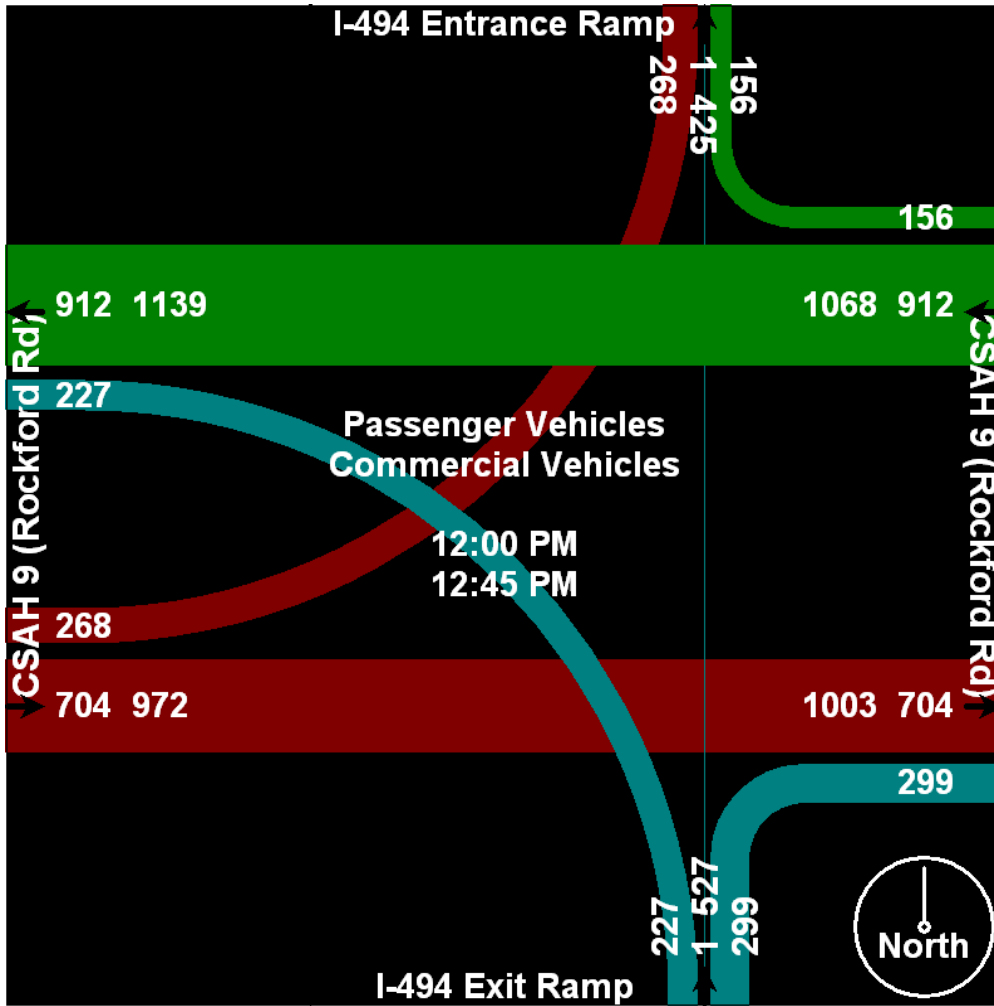 I-494 Entrance Ramp
268 1 425 156
156
912 1139
1068 912
CSAH 9 (Rockford Rd)
CSAH 9 (Rockford Rd)
227
Passenger Vehicles
Commercial Vehicles
12:00 PM
12:45 PM
268
704 972
1003 704
299
227 1 527 299
North
I-494 Exit Ramp